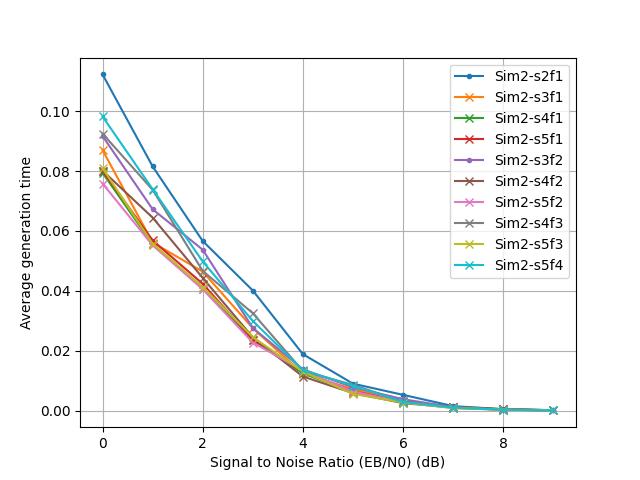 Average generation time
0.10
0.08
0.06
0.04
0.02
0.00
0
2
4
6
8
Signal to Noise Ratio (EB/N0) (dB)
Sim2-s2f1
Sim2-s3f1
Sim2-s4f1
Sim2-s5f1
Sim2-s3f2
Sim2-s4f2
Sim2-s5f2
Sim2-s4f3
Sim2-s5f3
Sim2-s5f4